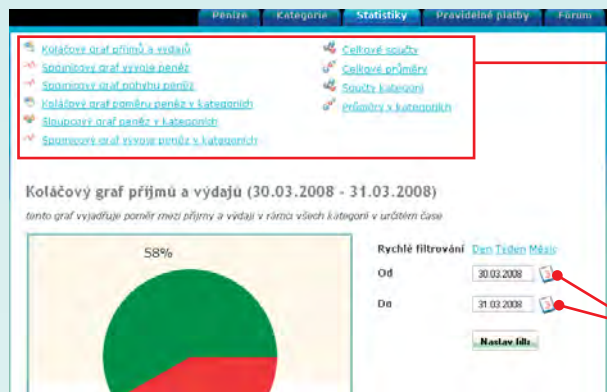 Peníze Kategorie Statistiky Pravidelné platby Fórum
Koláčový graf příjmů a výdajů
Spojnicový graf vývoje peněz
Spojnicový graf pohybu peněz
Koláčový graf poměru peněz v kategoriích
Sloupcový graf peněz v kategoriích
Spojnicový graf vývoje peněz v kategoriích
Celkové součty
Celkové průměry
Součty kategorií
Průměry v kategoriích
Koláčový graf příjmů a výdajů (30.03.2008 - 31.03.2008)
tento graf vyjadřuje poměr mezi příjmy a výdaji v rámci všech kategorií v určitém čase
58%
Rychlé filtrování Den Týden Měsíc
Od 30.03.2008
Do 31.03.2008
Nastav filtr